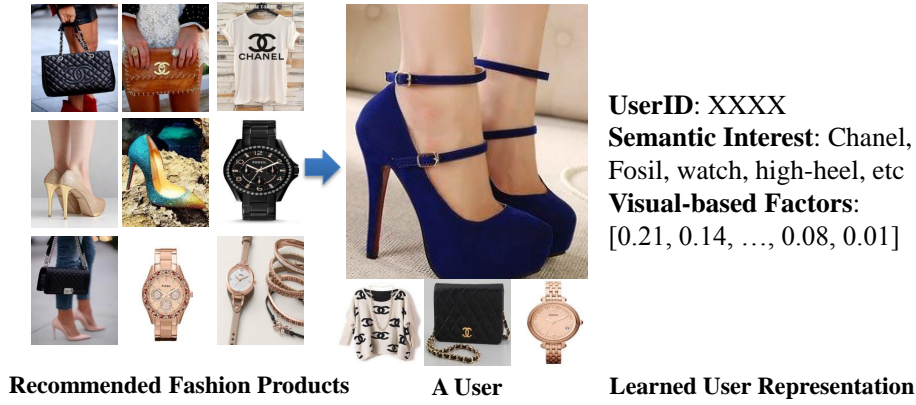 CHANEL
UserID: XXXX
Semantic Interest: Chanel,
Fosil, watch, high-heel, etc
Visual-based Factors:
[0.21, 0.14, …, 0.08, 0.01]
Recommended Fashion Products
A User
Learned User Representation